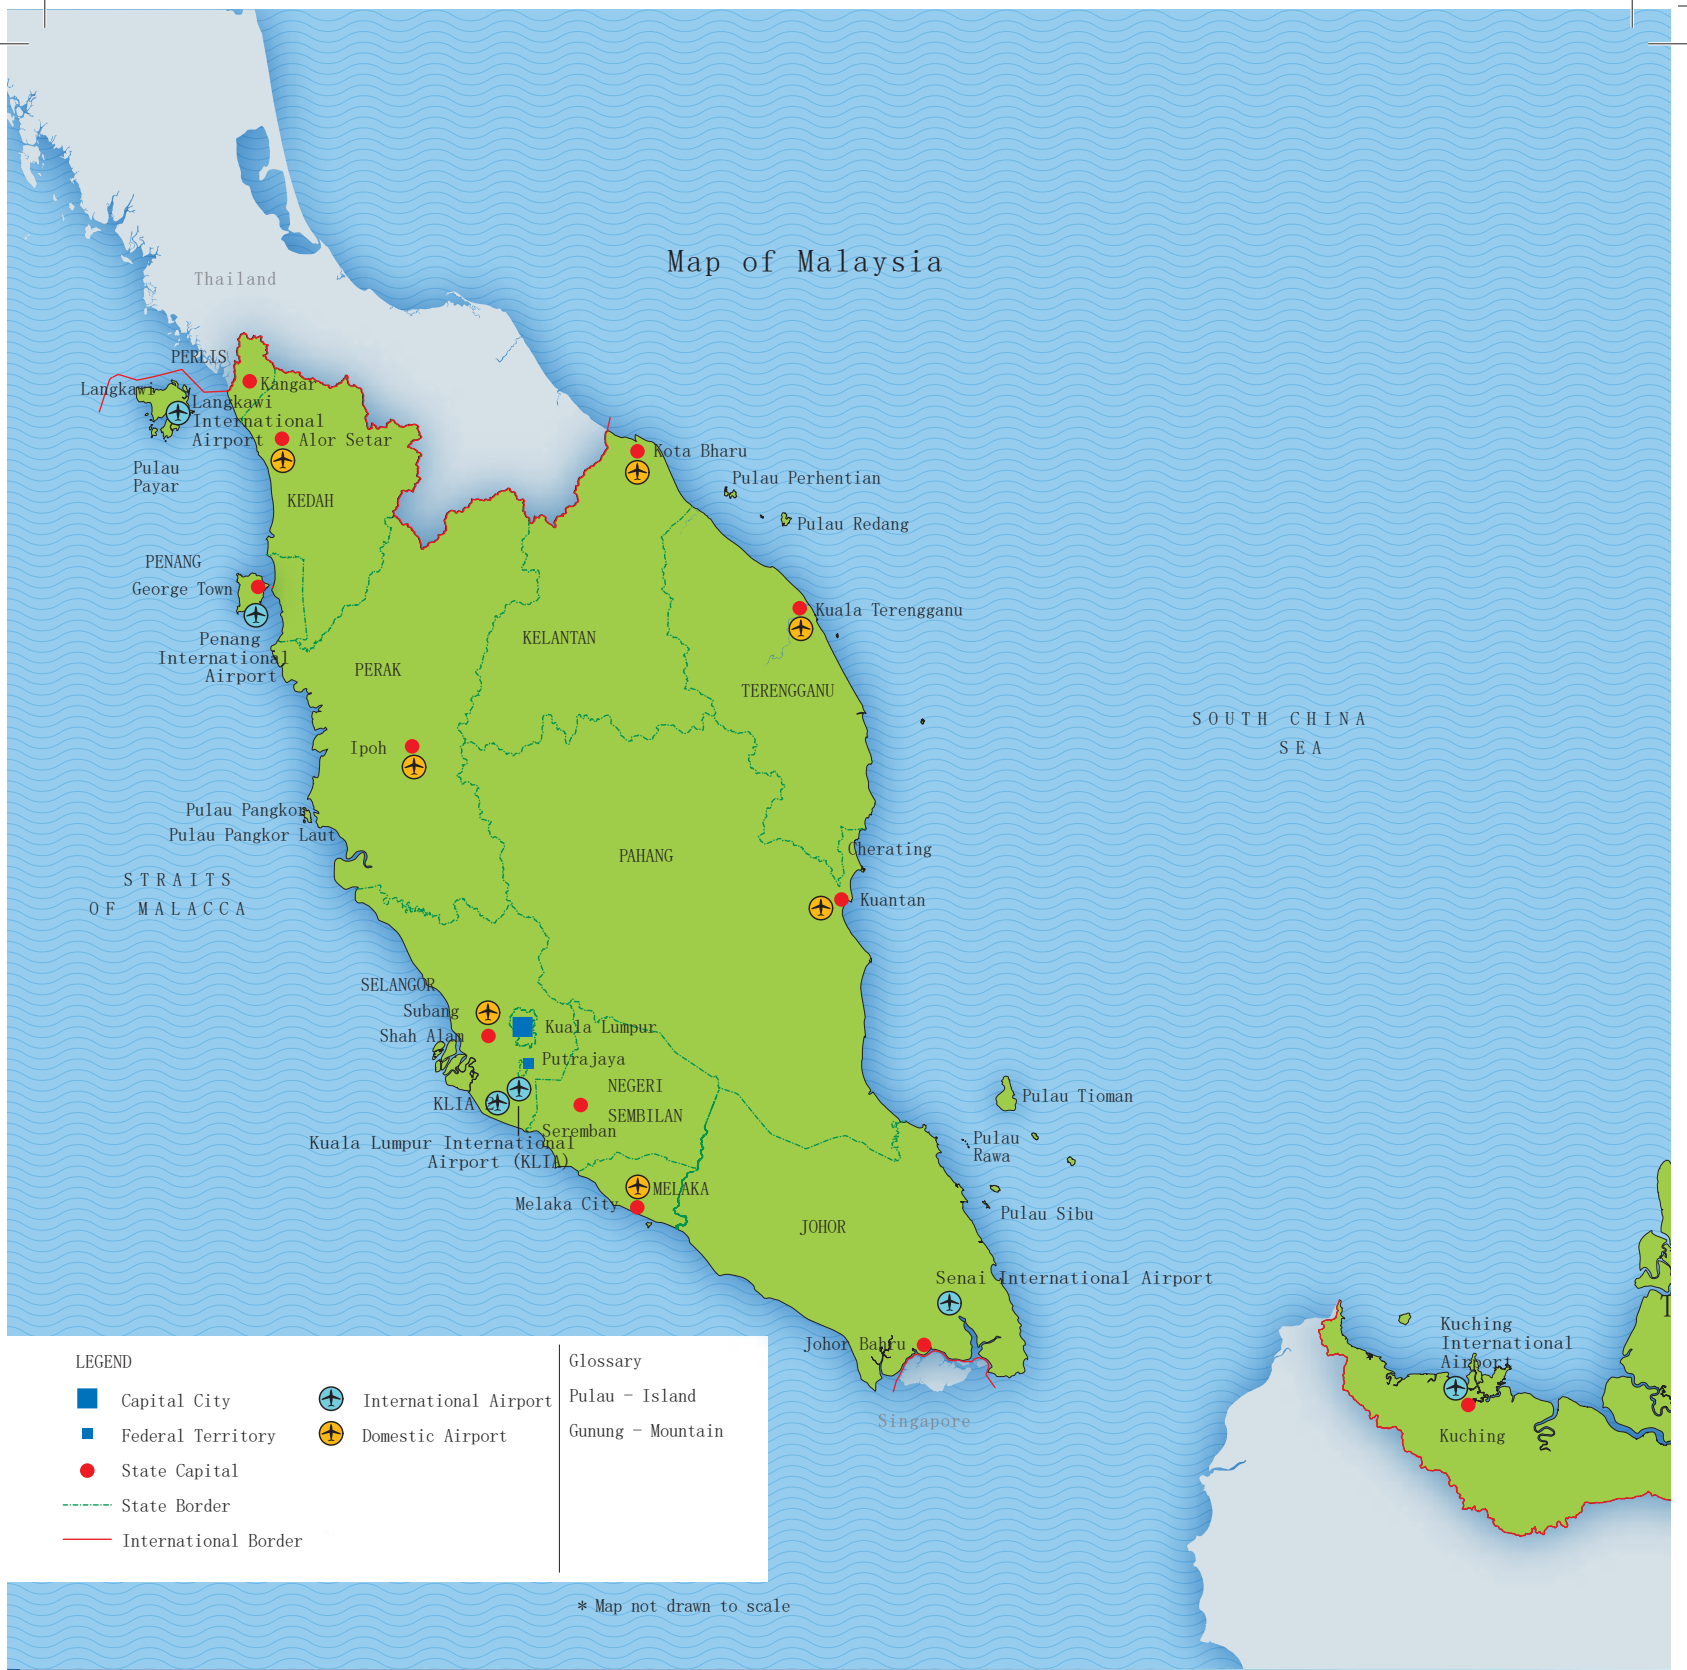 Map of Malaysia
Thailand
PERLIS
Kangar
Langkawi
Langkawi
International
Airport
Alor Setar
Pulau
Payar
KEDAH
Kota Bharu
Pulau Perhentian
Pulau Redang
PENANG
George Town
Penang
International
Airport
Kuala Terengganu
KELANTAN
PERAK
TERENGGANU
SOUTH CHINA
SEA
Ipoh
Pulau Pangkor
Pulau Pangkor Laut
PAHANG
Cherating
STRAITS
OF MALACCA
Kuantan
SELANGOR
Subang
Shah Alam
Kuala Lumpur
Putrajaya
NEGERI
SEMBILAN
KLIA 2
Seremban
Kuala Lumpur International
Airport (KLIA)
Pulau Tioman
Pulau
Rawa
Pulau Sibu
MELAKA
Melaka City
JOHOR
Senai International Airport
Johor Bahru
Singapore
Kuching
International
Airport
Kuching
T
LEGEND
Capital City
Federal Territory
State Capital
State Border
International Border
International Airport
Domestic Airport
Glossary
Pulau - Island
Gunung - Mountain
* Map not drawn to scale